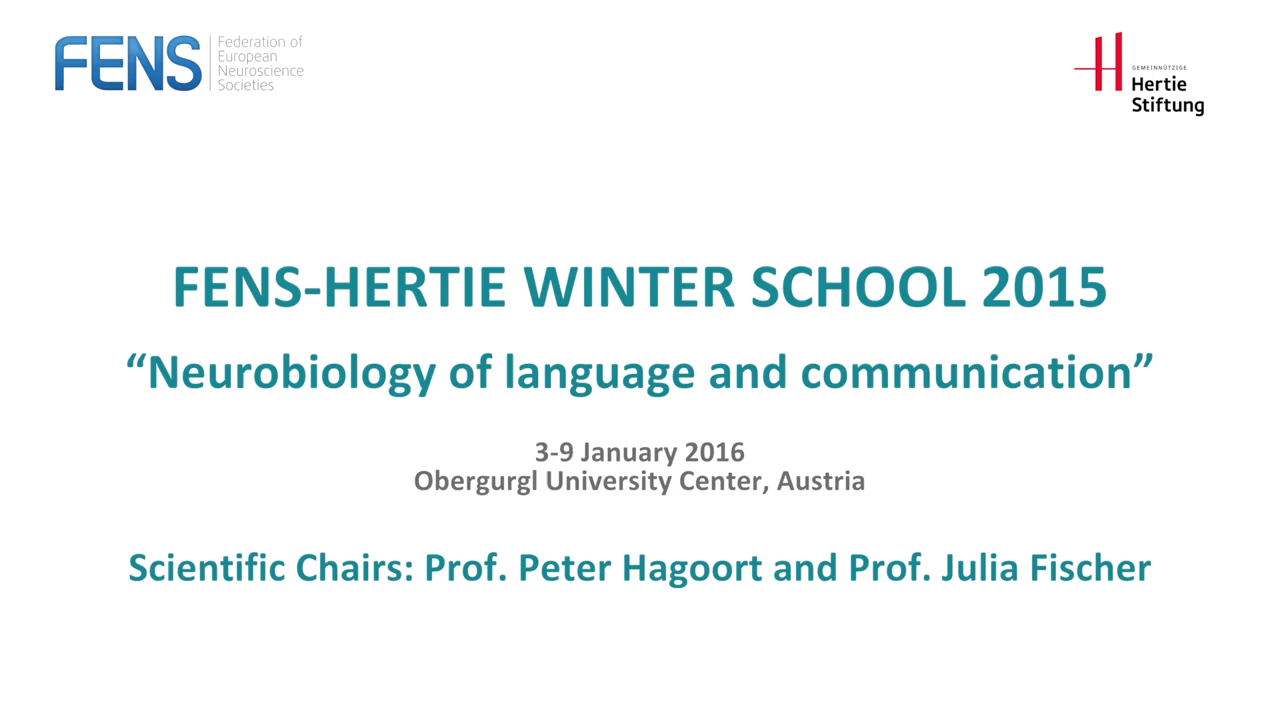 FENS
Federation of
European
Neuroscience
Societies
GEMEINNÜTZIGE
Hertie
Stiftung
FENS-HERTIE WINTER SCHOOL 2015
“Neurobiology of language and communication”
3-9 January 2016
Obergurgl University Center, Austria
Scientific Chairs: Prof. Peter Hagoort and Prof. Julia Fischer